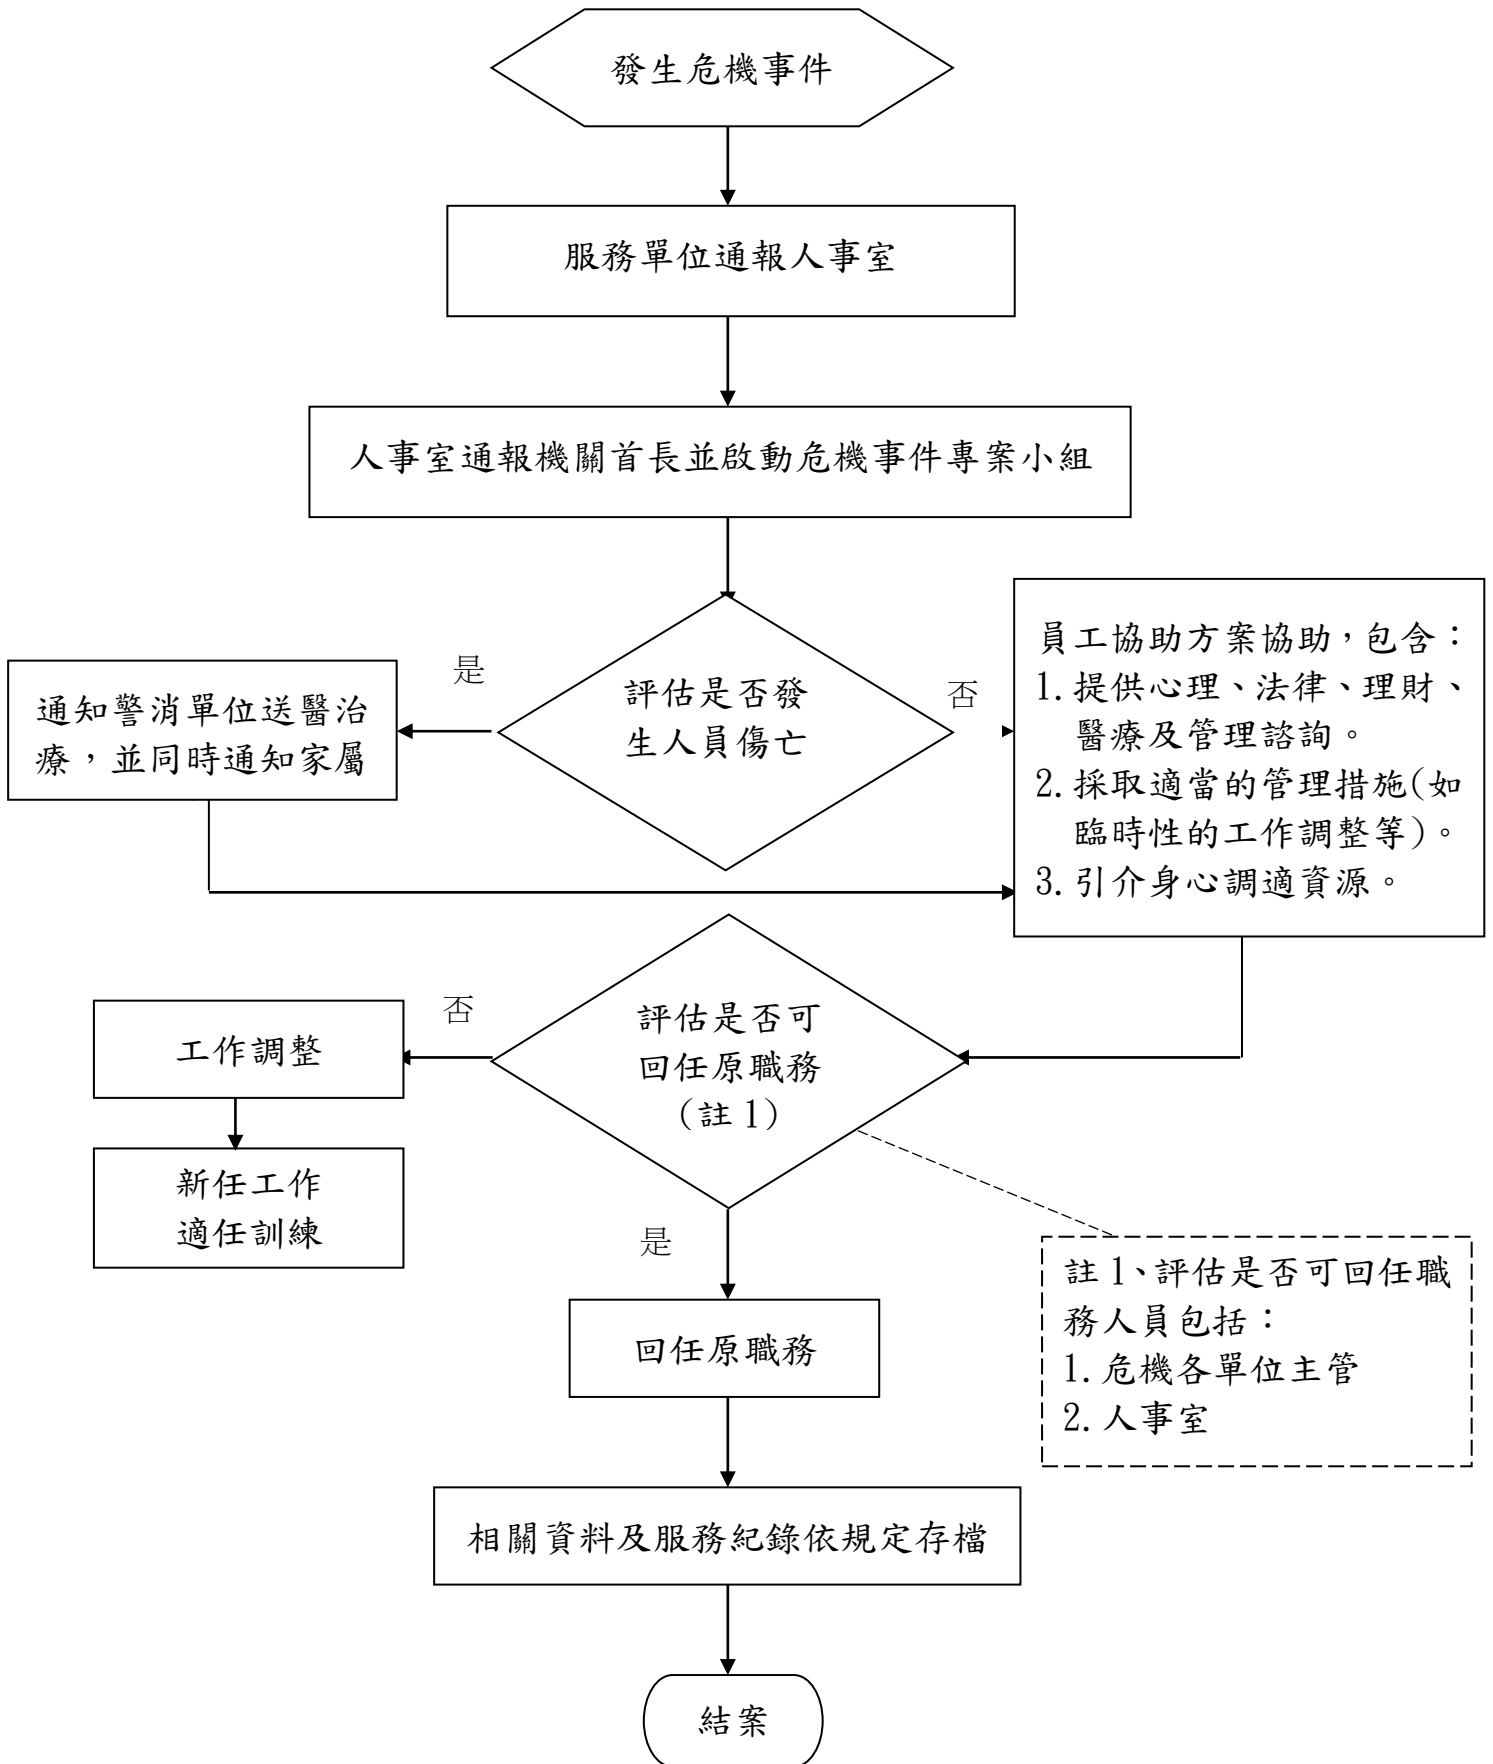 發生危機事件
服務單位通報人事室
人事室通報機關首長並啟動危機事件專案小組
是
評估是否發
生人員傷亡
否
通知警消單位送醫治
療，並同時通知家屬
員工協助方案協助，包含：
1.提供心理、法律、理財、
醫療及管理諮詢。
2.採取適當的管理措施(如
臨時性的工作調整等)。
3.引介身心調適資源。
否
評估是否可
回任原職務
(註 1)
工作調整
新任工作
適任訓練
是
註 1、評估是否可回任職
務人員包括：
1.危機各單位主管
2.人事室
回任原職務
相關資料及服務紀錄依規定存檔
結案